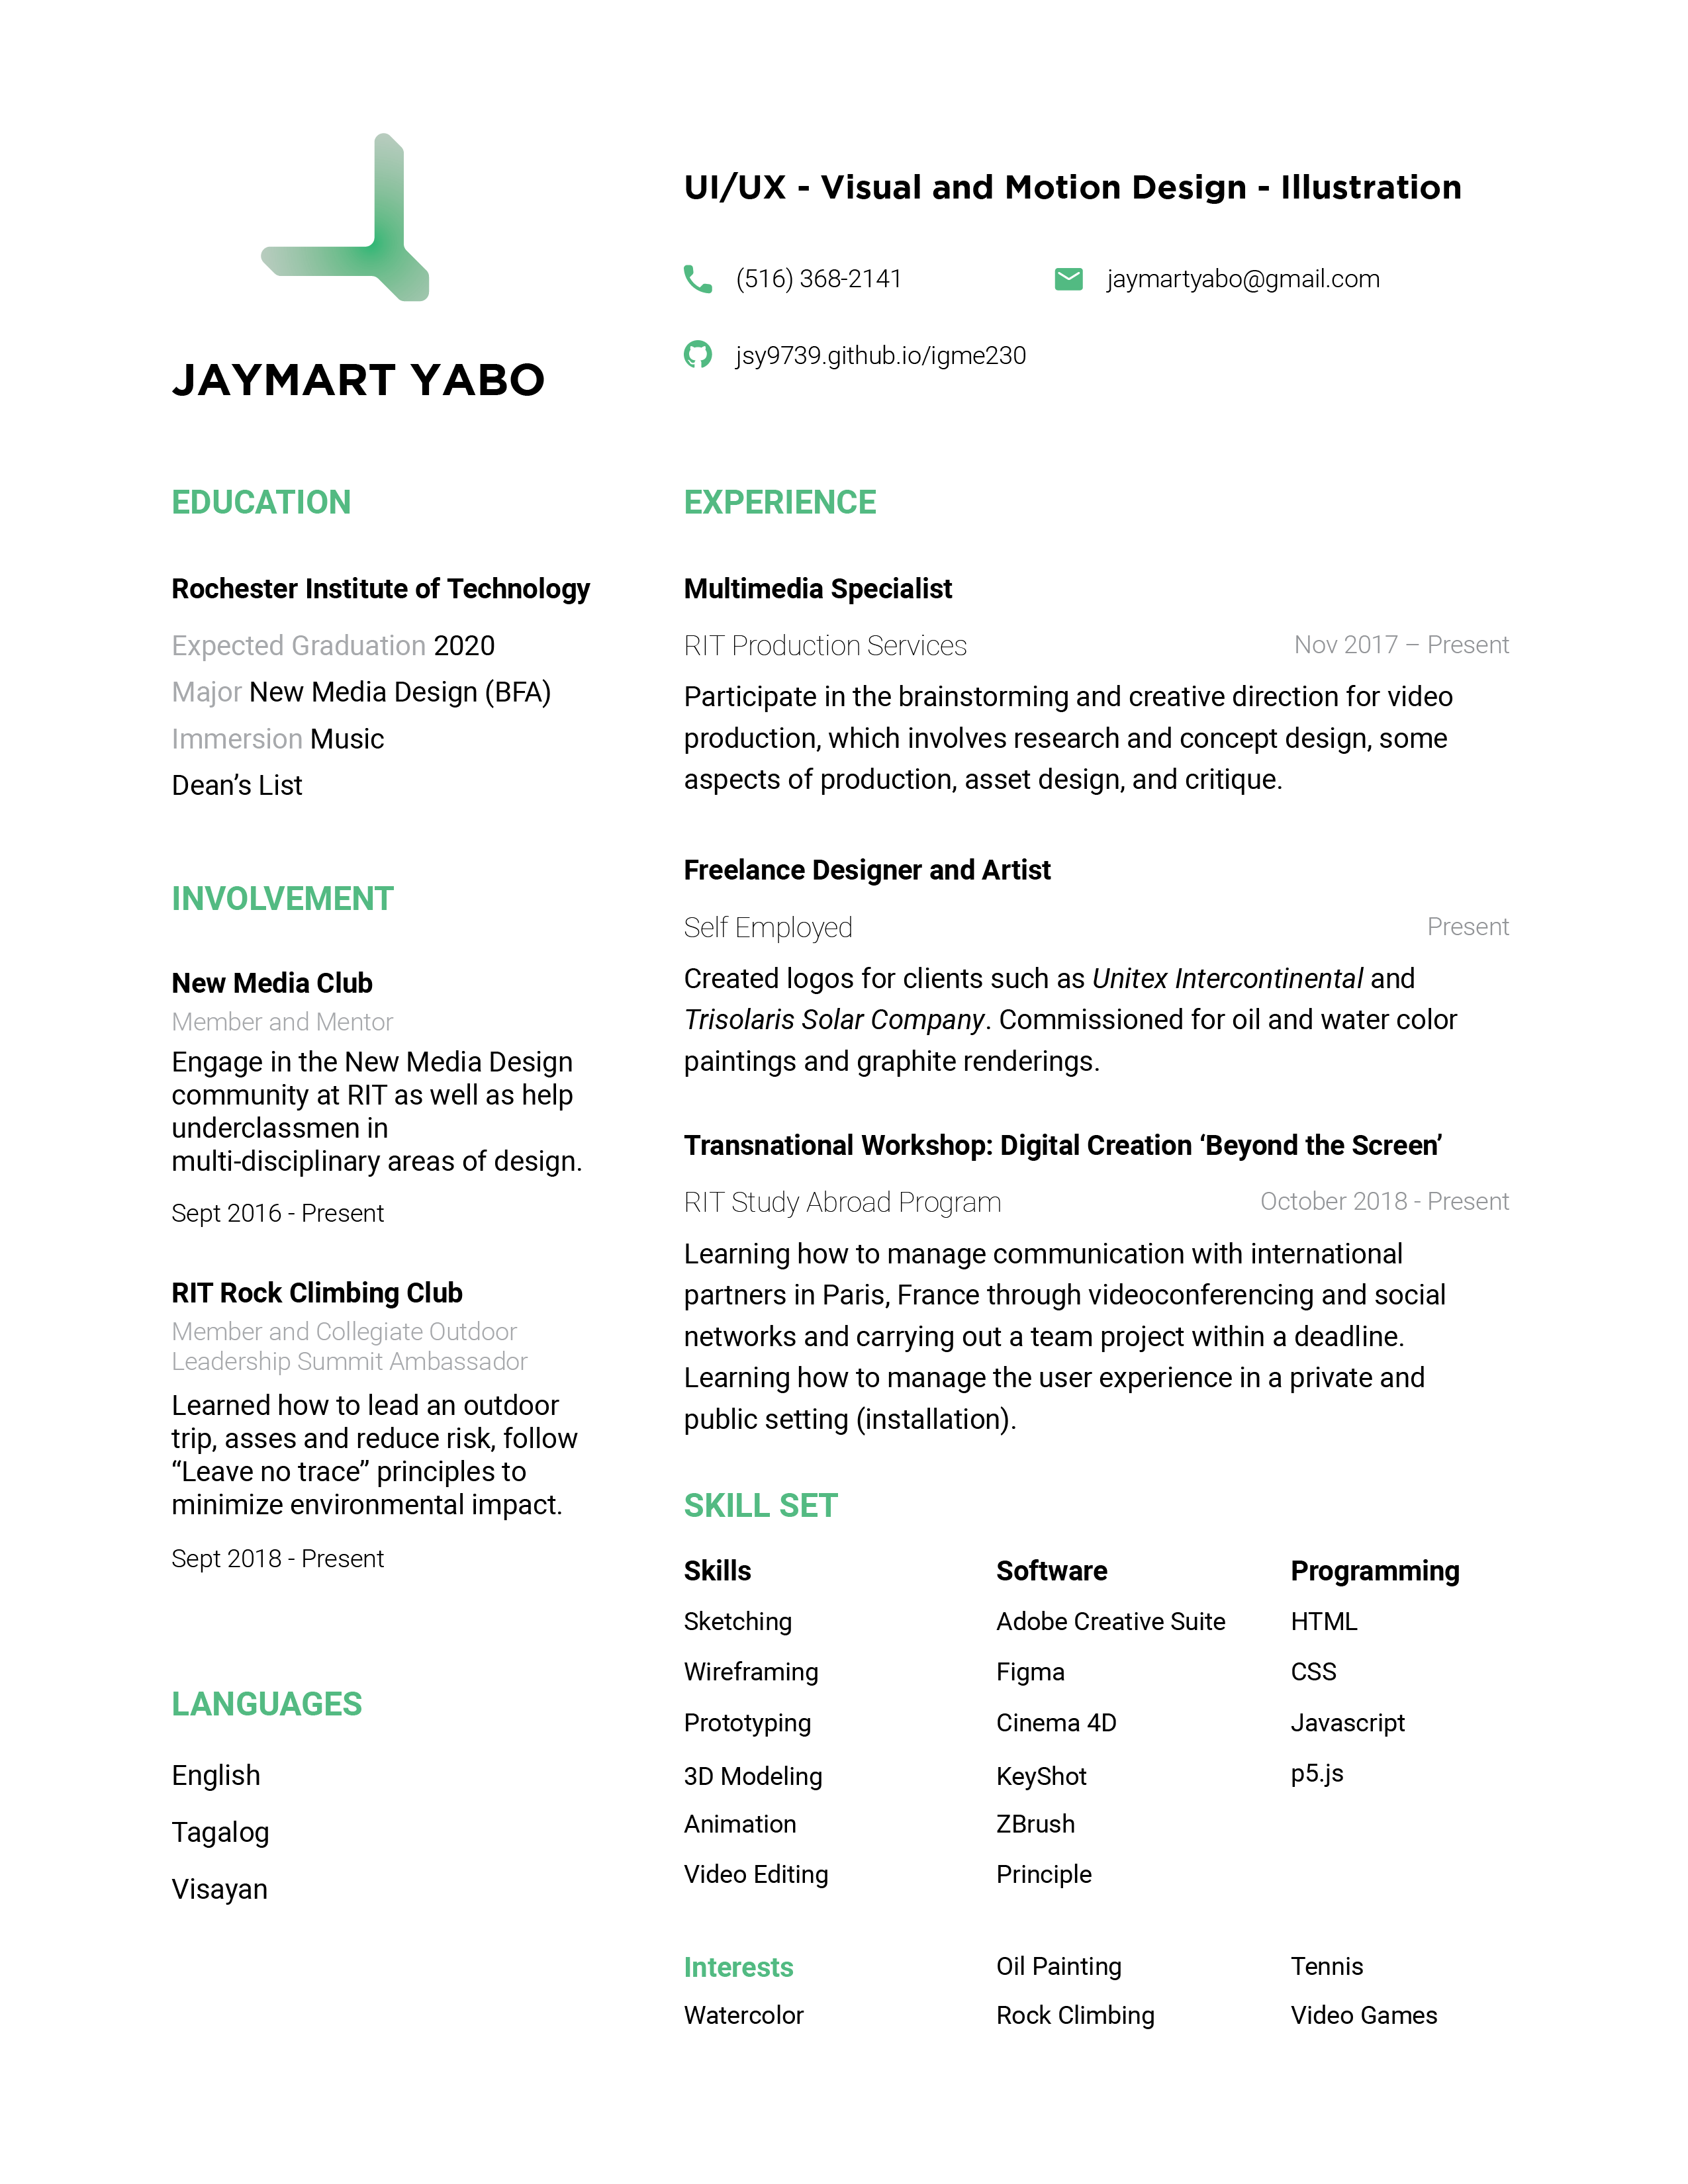 JAYMART YABO
UI/UX - Visual and Motion Design - Illustration
(516) 368-2141
jaymartyabo@gmail.com
jsy9739.github.io/igme230
EDUCATION
Rochester Institute of Technology
Expected Graduation 2020
Major New Media Design (BFA)
Immersion Music
Dean’s List
INVOLVEMENT
New Media Club
Member and Mentor
Engage in the New Media Design
community at RIT as well as help
underclassmen in
multi-disciplinary areas of design.
Sept 2016 - Present
RIT Rock Climbing Club
Member and Collegiate Outdoor
Leadership Summit Ambassador
Learned how to lead an outdoor
trip, asses and reduce risk, follow
“Leave no trace” principles to
minimize environmental impact.
Sept 2018 - Present
LANGUAGES
English
Tagalog
Visayan
EXPERIENCE
Multimedia Specialist
RIT Production Services
Nov 2017 – Present
Participate in the brainstorming and creative direction for video
production, which involves research and concept design, some
aspects of production, asset design, and critique.
Freelance Designer and Artist
Self Employed
Present
Created logos for clients such as Unitex Intercontinental and
Trisolaris Solar Company. Commissioned for oil and water color
paintings and graphite renderings.
Transnational Workshop: Digital Creation ‘Beyond the Screen’
RIT Study Abroad Program
October 2018 - Present
Learning how to manage communication with international
partners in Paris, France through videoconferencing and social
networks and carrying out a team project within a deadline.
Learning how to manage the user experience in a private and
public setting (installation).
SKILL SET
Skills
Sketching
Wireframing
Prototyping
3D Modeling
Animation
Video Editing
Software
Adobe Creative Suite
Figma
Cinema 4D
KeyShot
ZBrush
Principle
Programming
HTML
CSS
Javascript
p5.js
Interests
Watercolor
Oil Painting
Rock Climbing
Tennis
Video Games